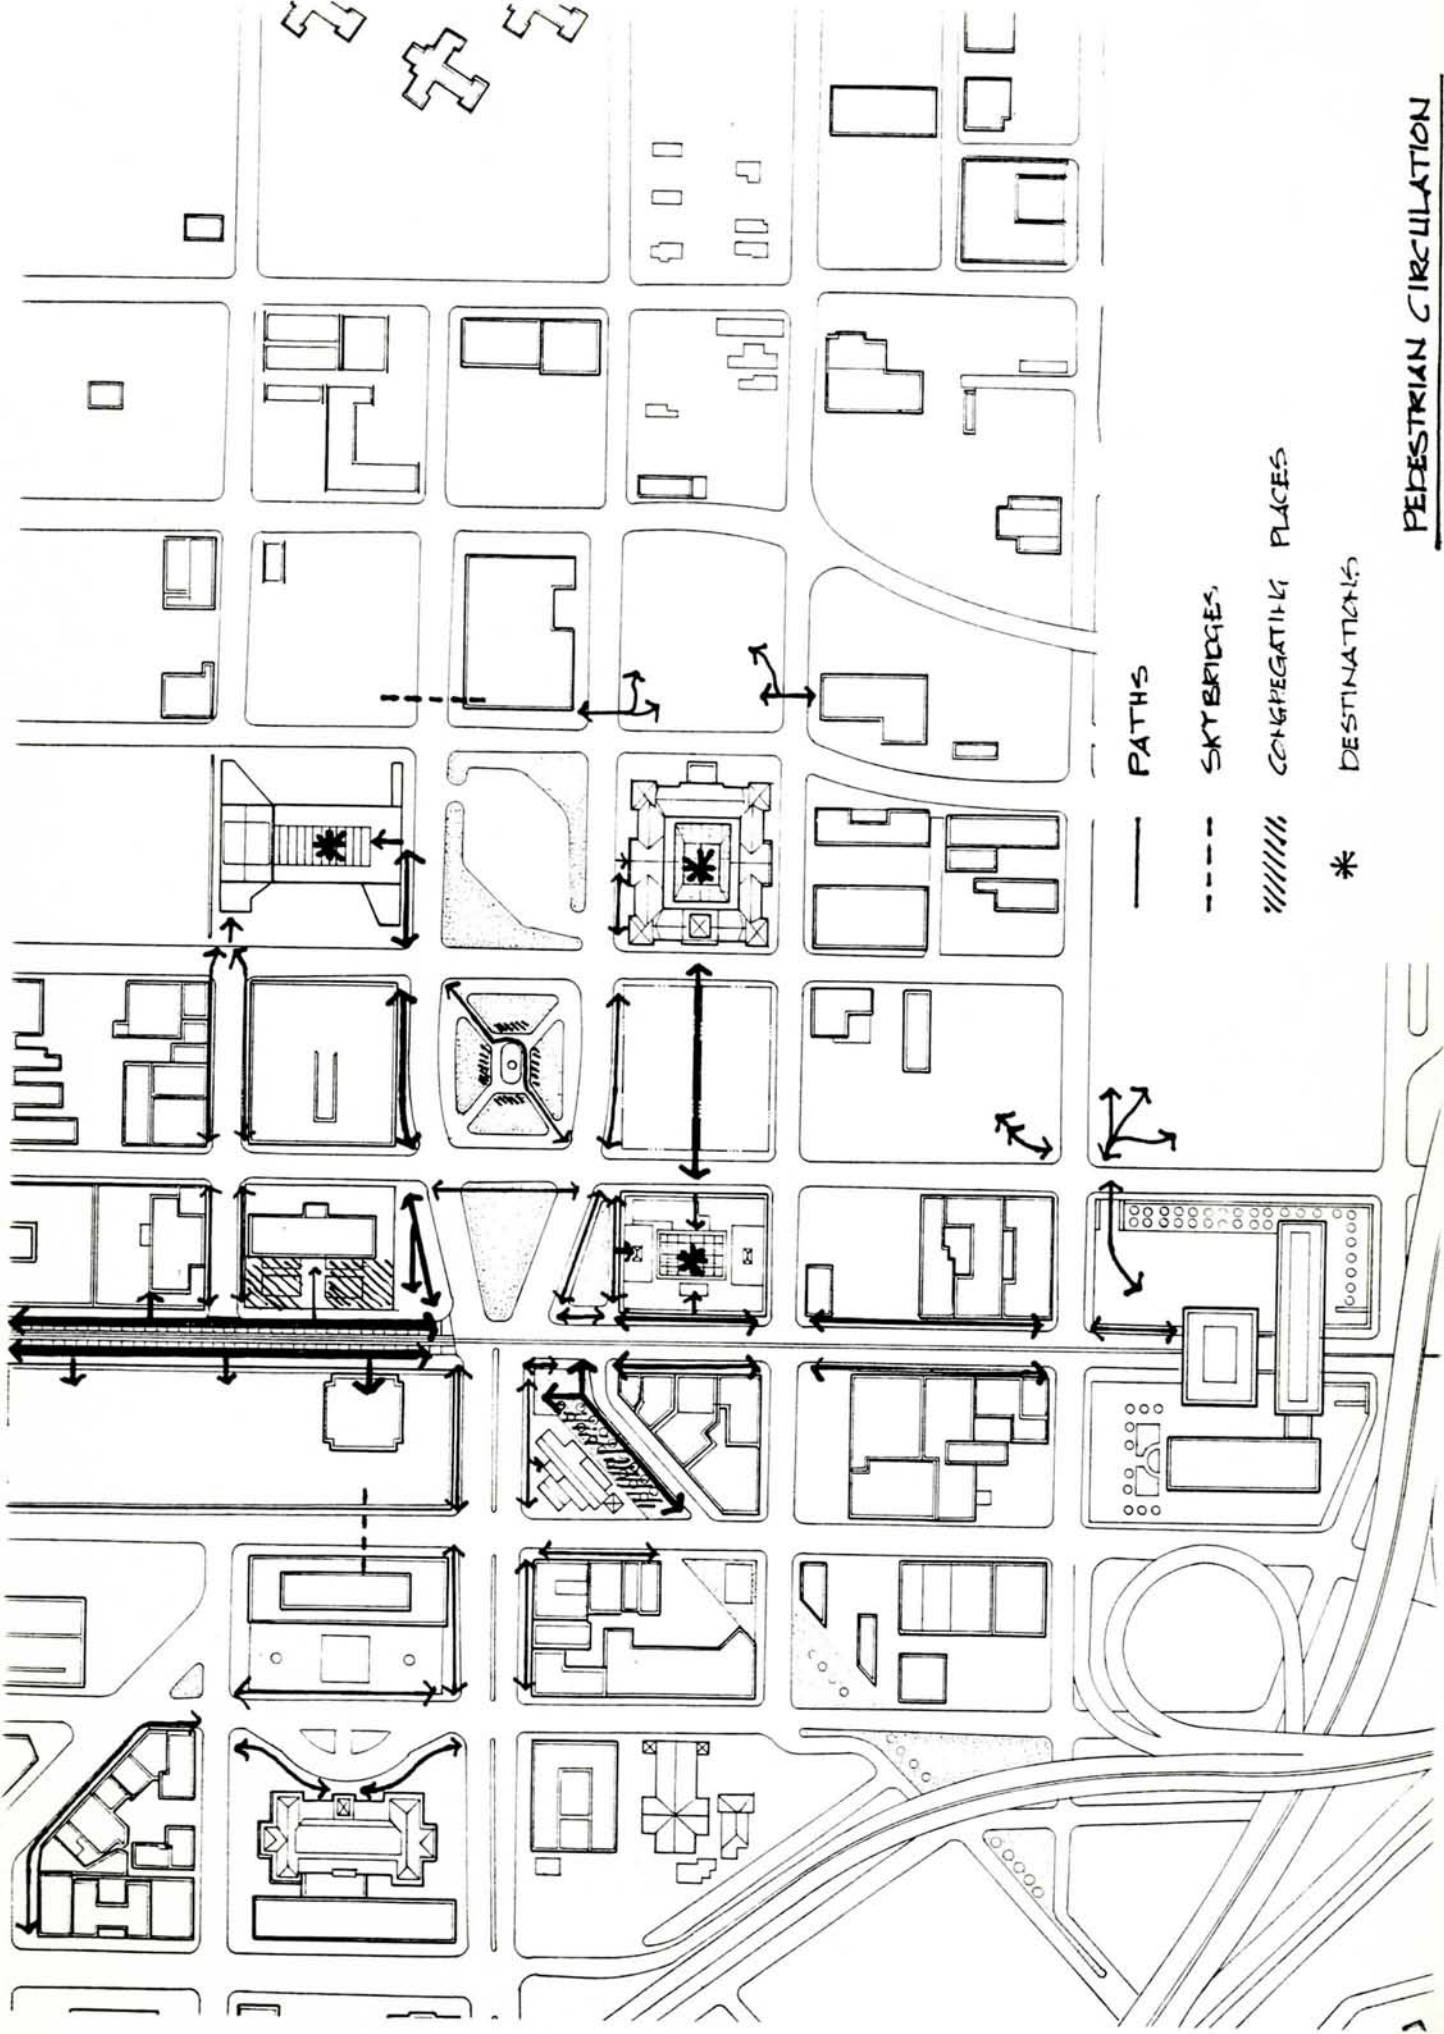 PATHS
SKYBRIDGES
CONGREGATING PLACES
DESTINATIONS
PEDESTRIAN CIRCULATION